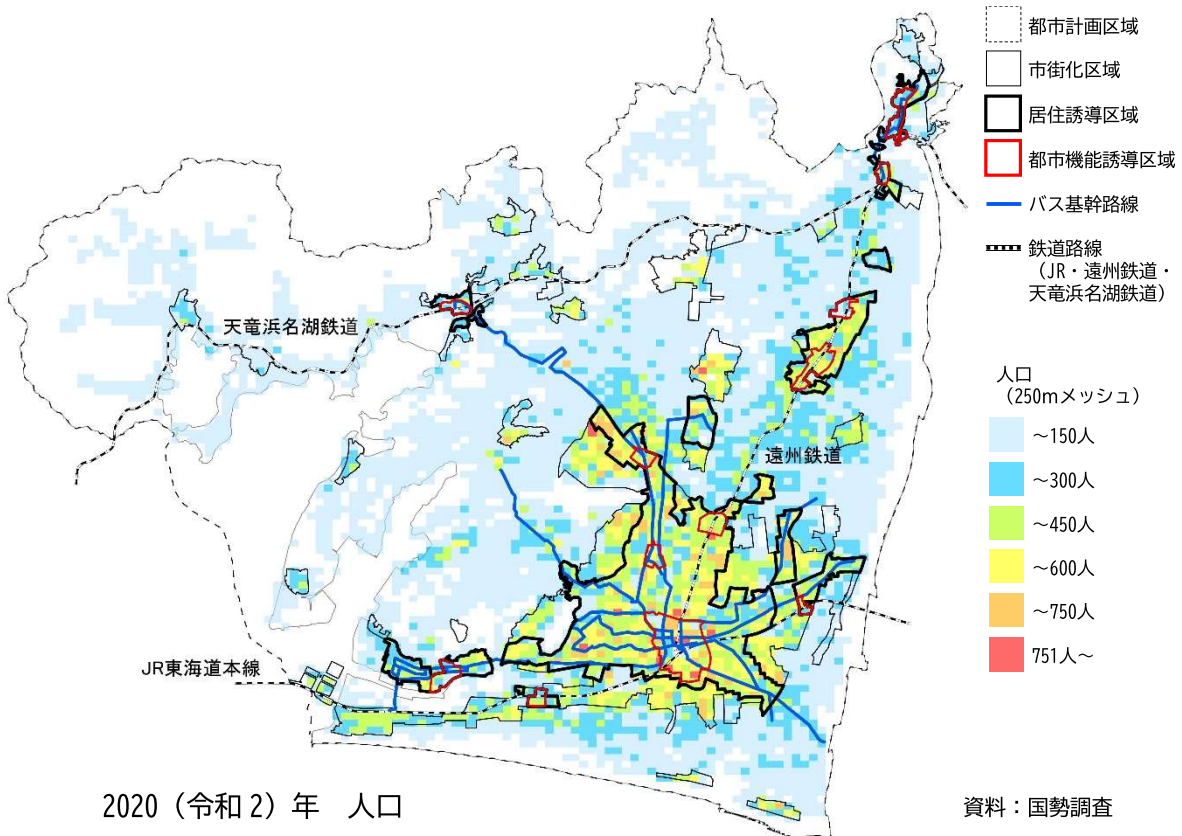 都市計画区域
市街化区域
居住誘導区域
都市機能誘導区域
バス基幹路線
鉄道路線
（JR・遠州鉄道・
天竜浜名湖鉄道）
天竜浜名湖鉄道
遠州鉄道
JR東海道本線
人口
（250mメッシュ）
～150人
～300人
～450人
～600人
～750人
751人～
2020（令和2）年　人口
資料：国勢調査